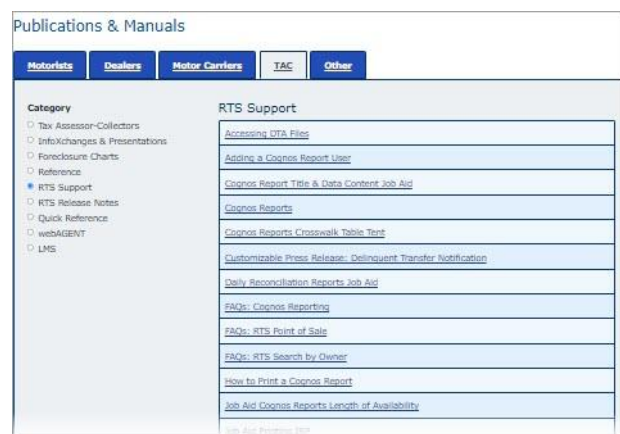 Publications & Manuals
Motorists
Dealers
Motor Carriers
TAC
Other
Category
Tax Assessor-Collectors
InfoXchanges & Presentations
Foreclosure Charts
Reference
RTS Support
RTS Release Notes
Quick Reference
webAGENT
LMS
RTS Support
Accessing DTA Files
Adding a Cognos Report User
Cognos Report Title & Data Content Job Aid
Cognos Reports
Cognos Reports Crosswalk Table Tent
Customizable Press Release: Delinquent Transfer Notification
Daily Reconciliation Reports Job Aid
FAQs: Cognos Reporting
FAQs: RTS Point of Sale
FAQs: RTS Search by Owner
How to Print a Cognos Report
Job Aid Cognos Reports Length of Availability
Job Aid Printing